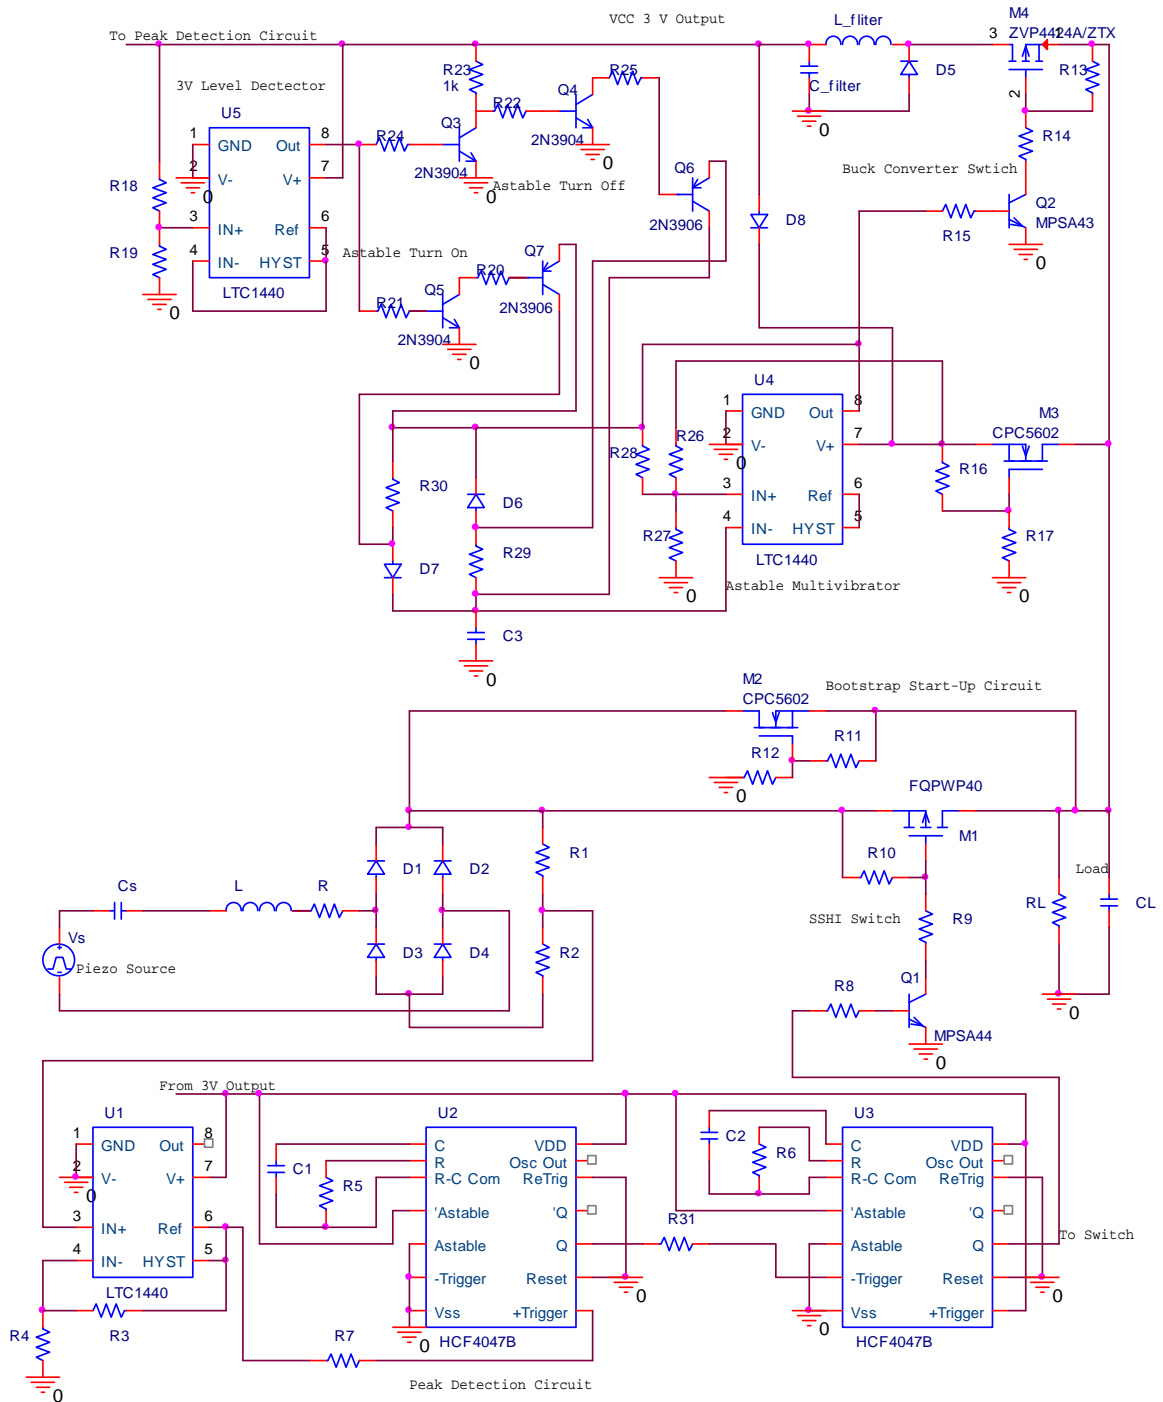 VCC 3 V Output
L_fliter
M4
To Peak Detection Circuit
3
ZVP4424A/ZTX
R23
1k
R25
D5
R13
3V Level Dectector
Q4
C_filter
U5
R22
2
0
1
GND
Out
8
R24
Q3
2N3904
R14
2
V-
V+
7
2N3904
0
Q6
Buck Converter Swtich
R18
0
0
Astable Turn Off
3
IN+
Ref
6
2N3906
D8
R15
Q2
MPSA43
R19
4
IN-
HYST
5
Astable Turn On
Q7
0
LTC1440
R20
0
R21
Q5
2N3906
2N3904
0
U4
1
GND
Out
8
M3
CPC5602
R28
R26
2
V-
V+
7
0
R16
R30
D6
3
IN+
Ref
6
R27
4
IN-
HYST
5
R17
R29
D7
LTC1440
Astable Multivibrator
0
0
C3
0
M2
CPC5602
Bootstrap Start-Up Circuit
R12
R11
0
FQPWP40
M1
D1
D2
R1
R10
Load
Cs
L
R
SSHI Switch
RL
CL
R9
Vs
Piezo Source
D3
D4
R2
R8
Q1
0
MPSA44
0
From 3V Output
U1
U2
U3
1
GND
Out
8
C1
C
VDD
C2
R6
C
VDD
R
Osc Out
R
Osc Out
2
V-
V+
7
R5
R-C Com
ReTrig
R-C Com
ReTrig
0
3
IN+
Ref
6
'Astable
'Q
'Astable
'Q
R31
To Switch
4
IN-
HYST
5
Astable
Q
Astable
Q
-Trigger
Reset
-Trigger
Reset
LTC1440
0
0
R3
Vss
+Trigger
Vss
+Trigger
R4
R7
0
HCF4047B
0
HCF4047B
0
Peak Detection Circuit